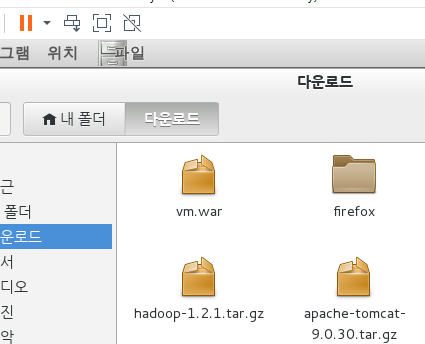 그램 위치 파일
다운로드
내 폴더 다운로드
근
폴더
운로드
서
디오
진
악
vm.war
firefox
hadoop-1.2.1.tar.gz
apache-tomcat-
9.0.30.tar.gz